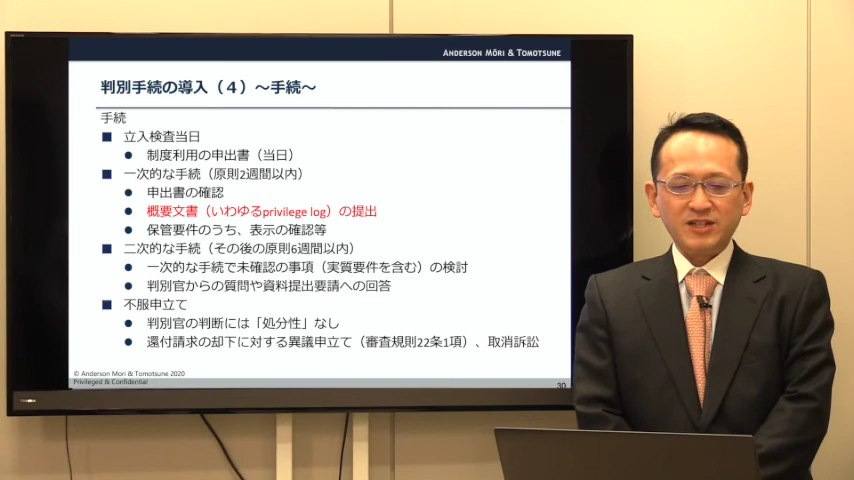 ANDERSON MŌRI & TOMOTSUNE
判別手続の導入（４）～手続～
手続
■ 立入検査当日
● 制度利用の申出書（当日）
■ 一次的な手続（原則2週間以内）
● 申出書の確認
● 概要文書（いわゆるprivilege log）の提出
● 保管要件のうち、表示の確認等
■ 二次的な手続（その後の原則6週間以内）
● 一次的な手続で未確認の事項（実質要件を含む）の検討
● 判別官からの質問や資料提出要請への回答
■ 不服申立て
● 判別官の判断には「処分性」なし
● 還付請求の却下に対する異議申立て（審査規則22条1項）、取消訴訟
© Anderson Mori & Tomotsune 2020
Privileged & Confidential
30